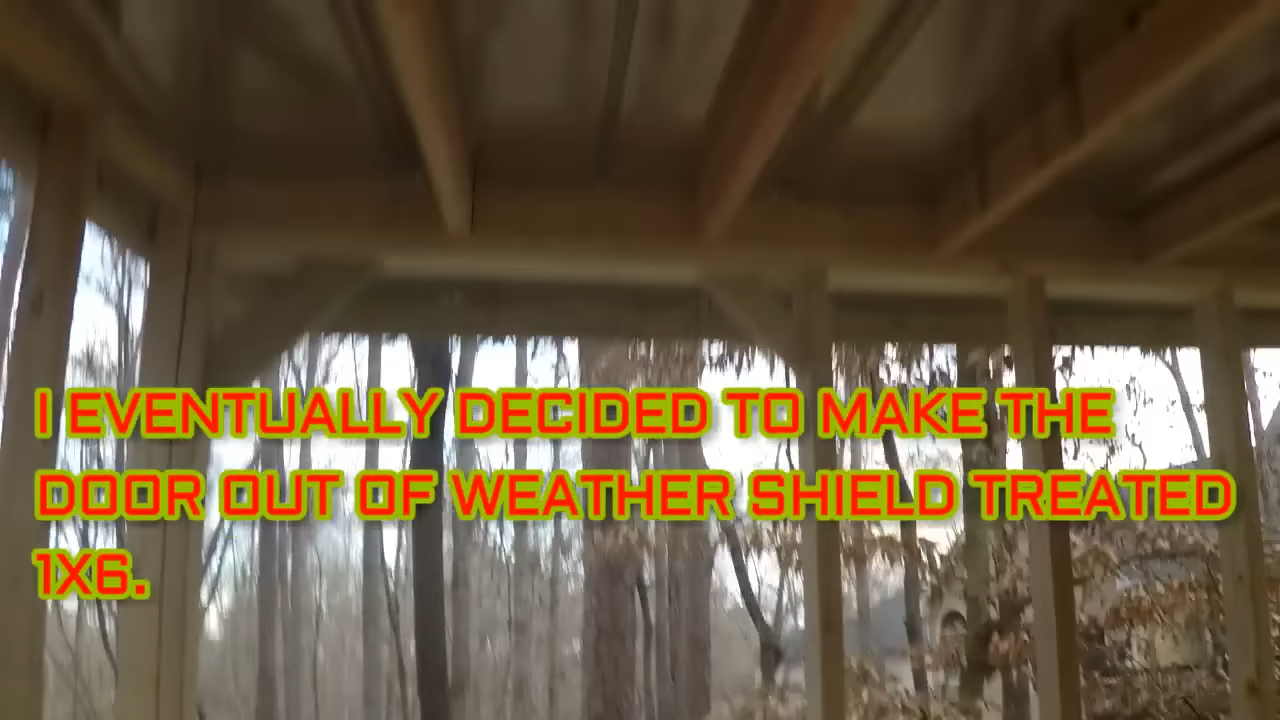 I EVENTUALLY DECIDED TO MAKE THE
DOOR OUT OF WEATHER SHIELD TREATED
1X6.